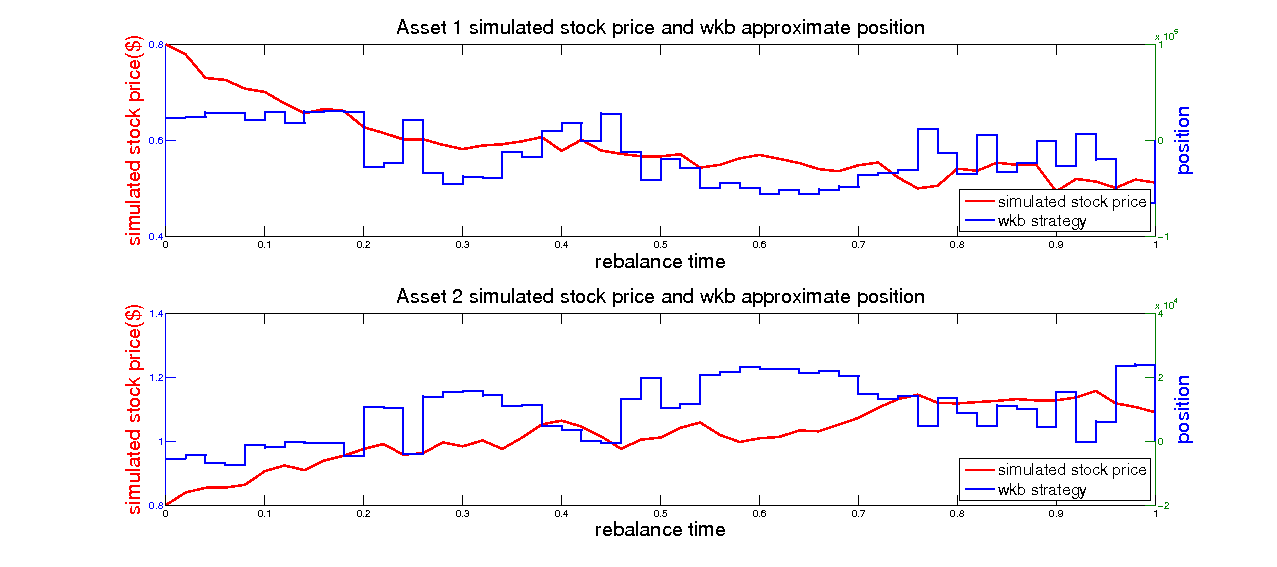 Asset 1 simulated stock price and wkb approximate position
x 10^5
simulated stock price($)
0.8
0.6
0.4
1
0
-1
position
simulated stock price
wkb strategy
0 0.1 0.2 0.3 0.4 0.5 0.6 0.7 0.8 0.9 1
rebalance time
Asset 2 simulated stock price and wkb approximate position
x 10^4
simulated stock price($)
1.4
1.2
1
0.8
4
2
0
-2
position
simulated stock price
wkb strategy
0 0.1 0.2 0.3 0.4 0.5 0.6 0.7 0.8 0.9 1
rebalance time